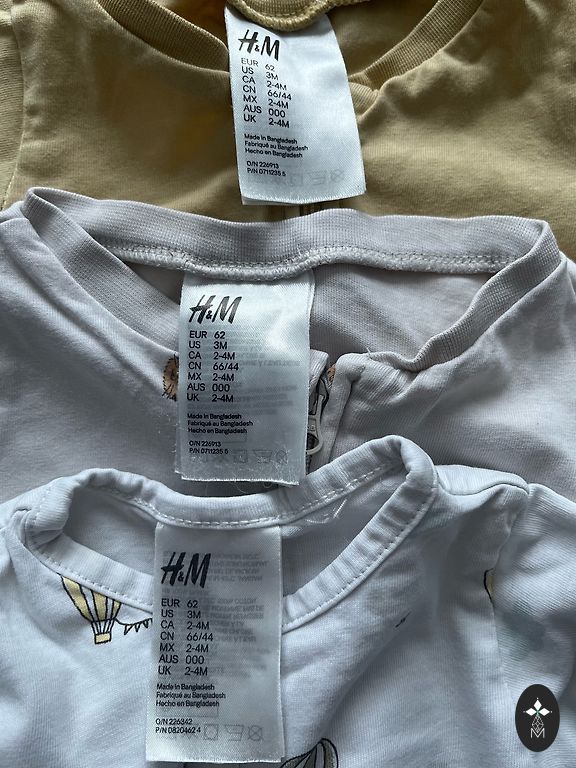 H&M
EUR 62
US 3M
CA 2-4M
CN 66/44
MX 2-4M
AUS 000
UK 2-4M
Made in Bangladesh
Fabriqué au Bangladesh
Hecho en Bangladesh
O/N 226913
P/N 0711235 5
H&M
EUR 62
US 3M
CA 2-4M
CN 66/44
MX 2-4M
AUS 000
UK 2-4M
Made in Bangladesh
Fabriqué au Bangladesh
Hecho en Bangladesh
O/N 226913
P/N 0711235 5
H&M
EUR 62
US 3M
CA 2-4M
CN 66/44
MX 2-4M
AUS 000
UK 2-4M
Made in Bangladesh
Fabriqué au Bangladesh
Hecho en Bangladesh
O/N 226342
P/N 0820462 4
M